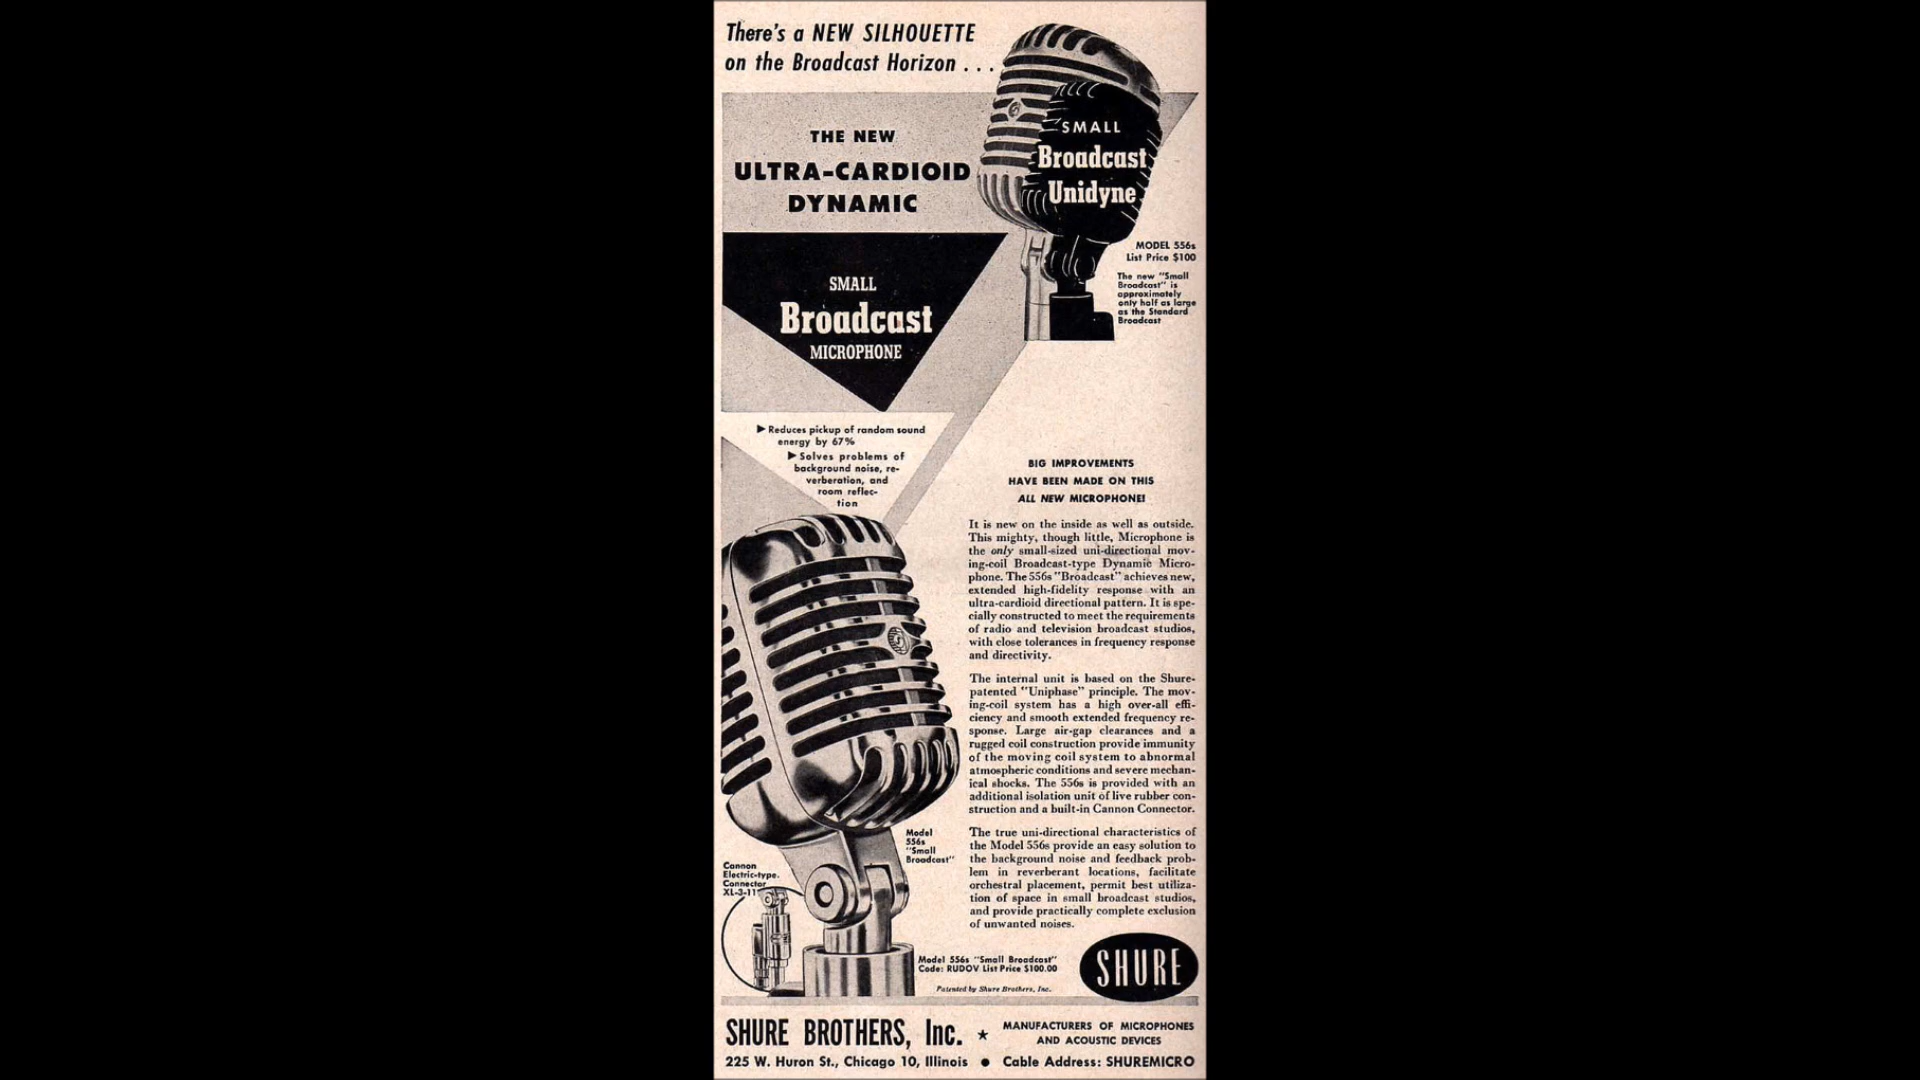 There's a NEW SILHOUETTE
on the Broadcast Horizon . . .
THE NEW
ULTRA-CARDIOID
DYNAMIC
SMALL
Broadcast
Unidyne
MODEL 556s
List Price $100
The new "Small
Broadcast" is
approximately
only half as large
as the Standard
Broadcast
SMALL
Broadcast
MICROPHONE
► Reduces pickup of random sound
energy by 67%
► Solves problems of
background noise, re-
verberation, and
room reflec-
tion
BIG IMPROVEMENTS
HAVE BEEN MADE ON THIS
ALL NEW MICROPHONE!
It is new on the inside as well as outside.
This mighty, though little, Microphone is
the only small-sized uni-directional mov-
ing-coil Broadcast-type Dynamic Micro-
phone. The 556s "Broadcast" achieves new,
extended high-fidelity response with an
ultra-cardioid directional pattern. It is spe-
cially constructed to meet the requirements
of radio and television broadcast studios,
with close tolerances in frequency response
and directivity.
The internal unit is based on the Shure-
patented "Uniphase" principle. The mov-
ing-coil system has a high over-all effi-
ciency and smooth extended frequency re-
sponse. Large air-gap clearances and a
rugged coil construction provide immunity
of the moving coil system to abnormal
atmospheric conditions and severe mechan-
ical shocks. The 556s is provided with an
additional isolation unit of live rubber con-
struction and a built-in Cannon Connector.
The true uni-directional characteristics of
the Model 556s provide an easy solution to
the background noise and feedback prob-
lem in reverberant locations, facilitate
orchestral placement, permit best utiliza-
tion of space in small broadcast studios,
and provide practically complete exclusion
of unwanted noises.
Model
556s
"Small
Broadcast"
Cannon
Electric-type.
Connector
XL-3-11
Model 556s "Small Broadcast"
Code: RUDOV List Price $100.00
Patented by Shure Brothers, Inc.
SHURE
SHURE BROTHERS, Inc. ★
MANUFACTURERS OF MICROPHONES
AND ACOUSTIC DEVICES
225 W. Huron St., Chicago 10, Illinois ● Cable Address: SHUREMICRO